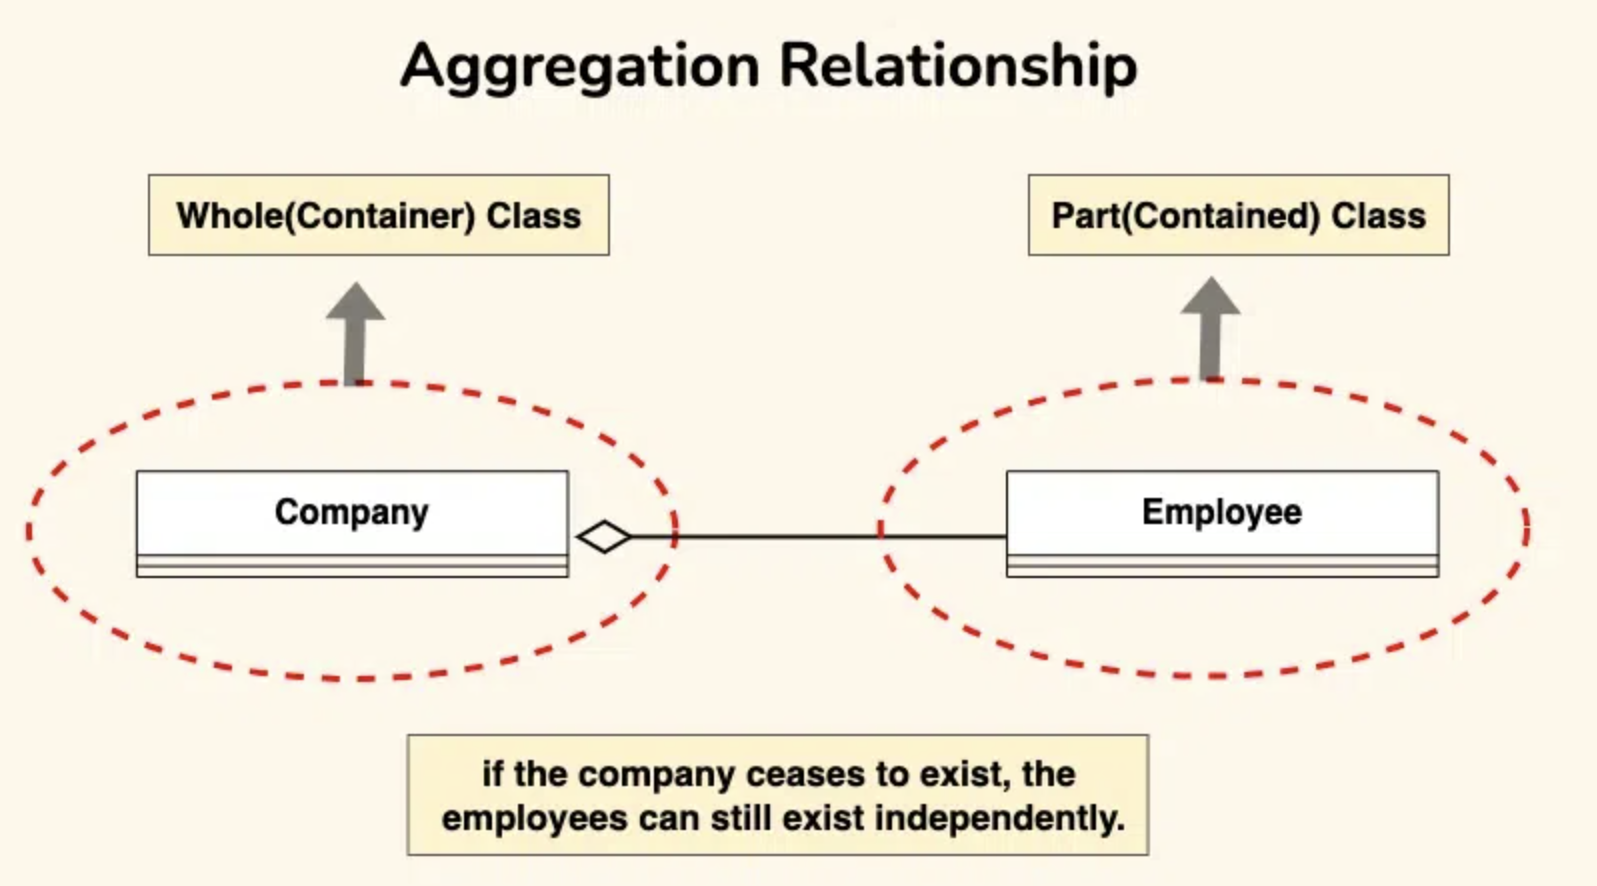 Aggregation Relationship
Whole(Container) Class
Part(Contained) Class
Company
Employee
if the company ceases to exist, the
employees can still exist independently.